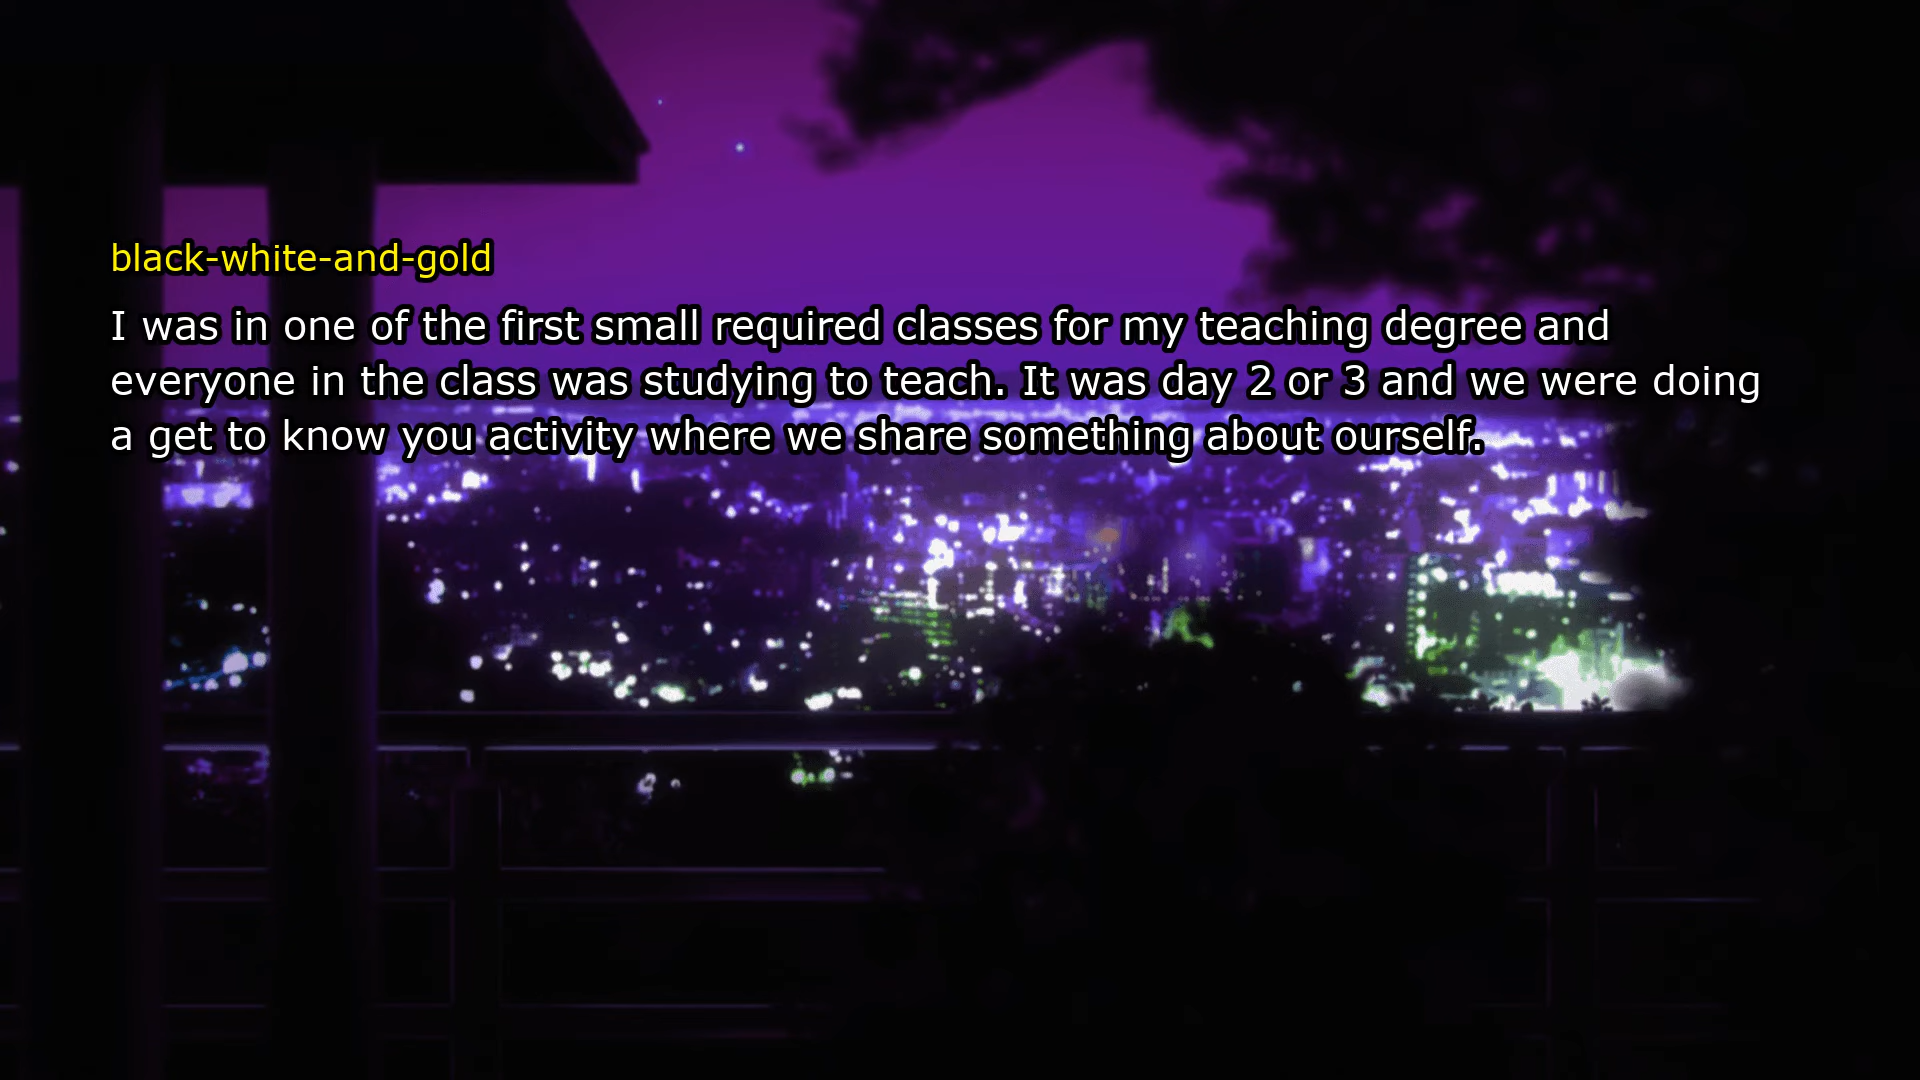 black-white-and-gold
I was in one of the first small required classes for my teaching degree and
everyone in the class was studying to teach. It was day 2 or 3 and we were doing
a get to know you activity where we share something about ourself.